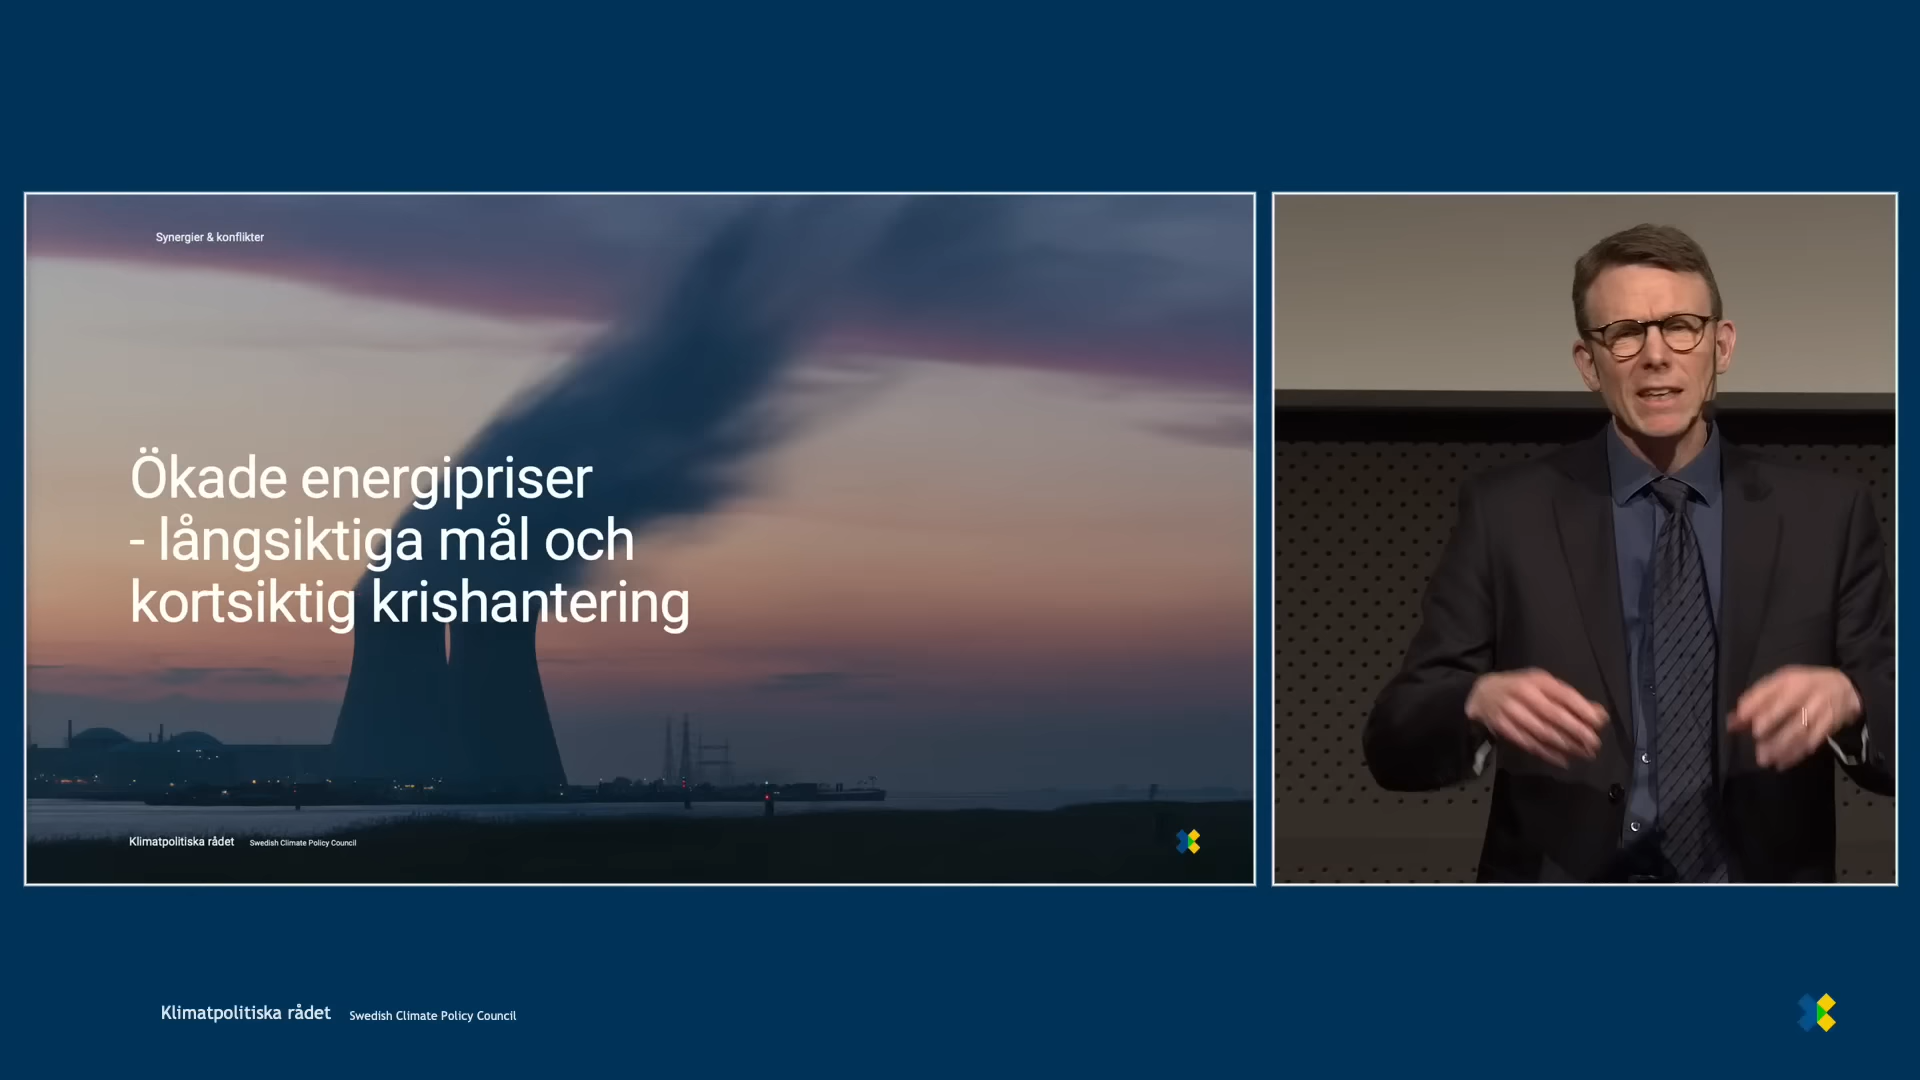 Synergier & konflikter
Ökade energipriser
- långsiktiga mål och
kortsiktig krishantering
Klimatpolitiska rådet Swedish Climate Policy Council
Klimatpolitiska rådet Swedish Climate Policy Council